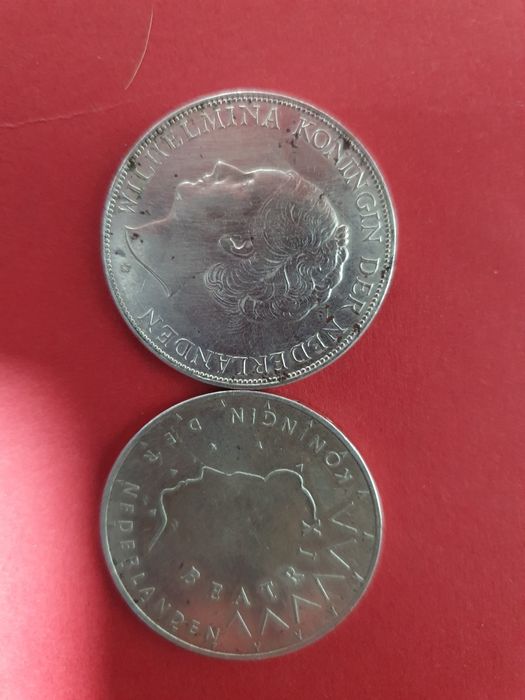 WILHELMINA KONINGIN DER NEDERLANDEN
BEATRIX
KONINGIN DER NEDERLANDEN